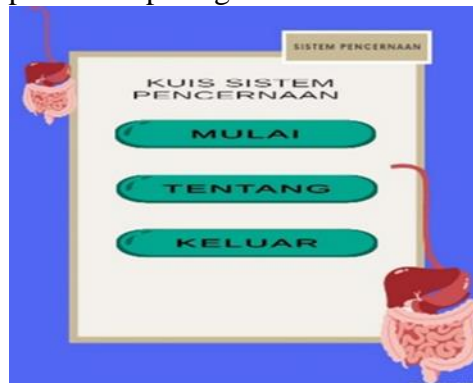 SISTEM PENCERNAAN
KUIS SISTEM
PENCERNAAN
MULAI
TENTANG
KELUAR